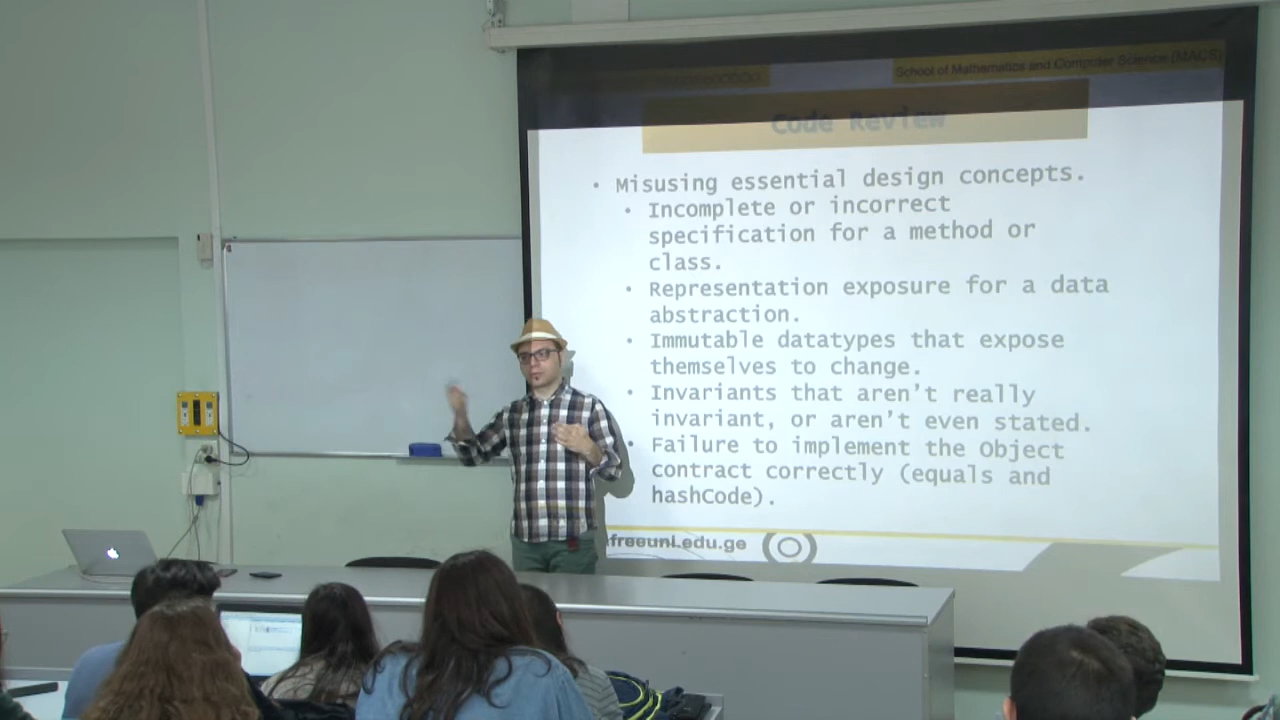 School of Mathematics and Computer Science (MACS)
Code Review
• Misusing essential design concepts.
• Incomplete or incorrect
specification for a method or
class.
• Representation exposure for a data
abstraction.
• Immutable datatypes that expose
themselves to change.
• Invariants that aren't really
invariant, or aren't even stated.
• Failure to implement the Object
contract correctly (equals and
hashCode).
freeuni.edu.ge